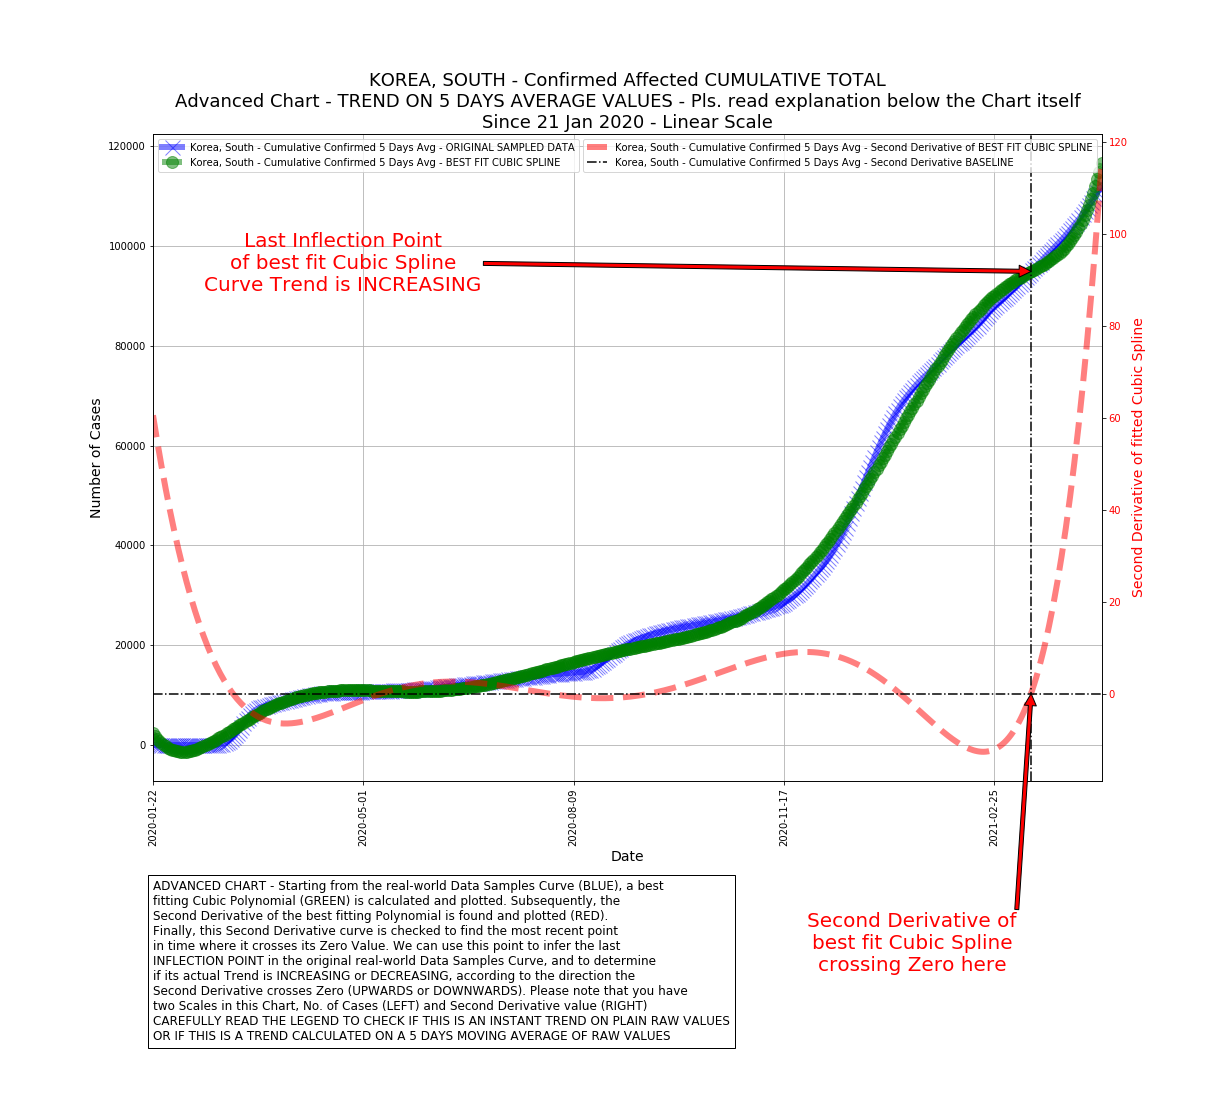 KOREA, SOUTH - Confirmed Affected CUMULATIVE TOTAL
Advanced Chart - TREND ON 5 DAYS AVERAGE VALUES - Pls. read explanation below the Chart itself
Since 21 Jan 2020 - Linear Scale
Korea, South - Cumulative Confirmed 5 Days Avg - ORIGINAL SAMPLED DATA
Korea, South - Cumulative Confirmed 5 Days Avg - BEST FIT CUBIC SPLINE
Korea, South - Cumulative Confirmed 5 Days Avg - Second Derivative of BEST FIT CUBIC SPLINE
Korea, South - Cumulative Confirmed 5 Days Avg - Second Derivative BASELINE
Last Inflection Point
of best fit Cubic Spline
Curve Trend is INCREASING
Number of Cases
120000
100000
80000
60000
40000
20000
0
Second Derivative of fitted Cubic Spline
120
100
80
60
40
20
0
2020-01-22
2020-05-01
2020-08-09
2020-11-17
2021-02-25
Date
Second Derivative of
best fit Cubic Spline
crossing Zero here
ADVANCED CHART - Starting from the real-world Data Samples Curve (BLUE), a best
fitting Cubic Polynomial (GREEN) is calculated and plotted. Subsequently, the
Second Derivative of the best fitting Polynomial is found and plotted (RED).
Finally, this Second Derivative curve is checked to find the most recent point
in time where it crosses its Zero Value. We can use this point to infer the last
INFLECTION POINT in the original real-world Data Samples Curve, and to determine
if its actual Trend is INCREASING or DECREASING, according to the direction the
Second Derivative crosses Zero (UPWARDS or DOWNWARDS). Please note that you have
two Scales in this Chart, No. of Cases (LEFT) and Second Derivative value (RIGHT)
CAREFULLY READ THE LEGEND TO CHECK IF THIS IS AN INSTANT TREND ON PLAIN RAW VALUES
OR IF THIS IS A TREND CALCULATED ON A 5 DAYS MOVING AVERAGE OF RAW VALUES